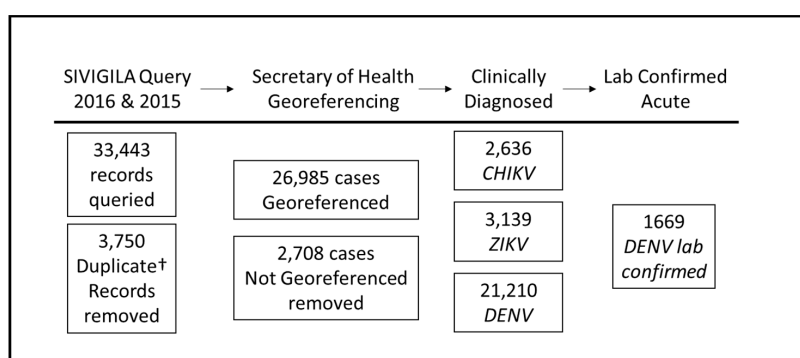 SIVIGILA Query
2016 & 2015
Secretary of Health
Georeferencing
Clinically
Diagnosed
Lab Confirmed
Acute
33,443
records
queried
3,750
Duplicate†
Records
removed
26,985 cases
Georeferenced
2,708 cases
Not Georeferenced
removed
2,636
CHIKV
3,139
ZIKV
21,210
DENV
1669
DENV lab
confirmed